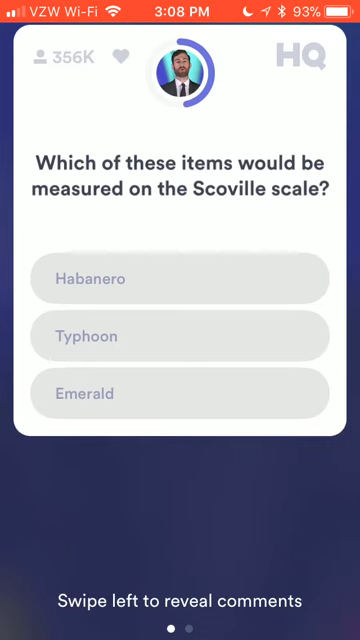 VZW Wi-Fi 3:08 PM 93%
356K HQ
Which of these items would be
measured on the Scoville scale?
Habanero
Typhoon
Emerald
Swipe left to reveal comments